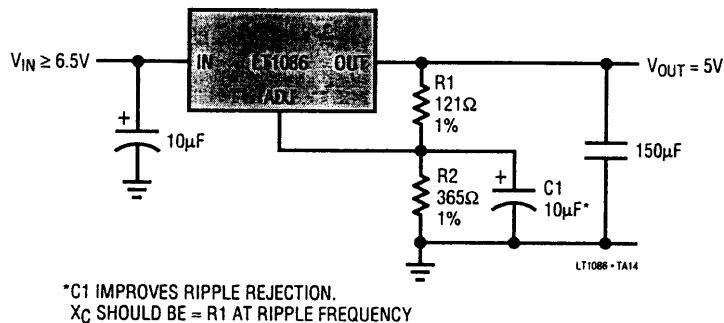 V_IN ≥ 6.5V
IN LT1086 OUT
ADJ
V_OUT = 5V
+
10µF
R1
121Ω
1%
R2
365Ω
1%
+
C1
10µF*
150µF
LT1086 • TA14
*C1 IMPROVES RIPPLE REJECTION.
X_C SHOULD BE = R1 AT RIPPLE FREQUENCY